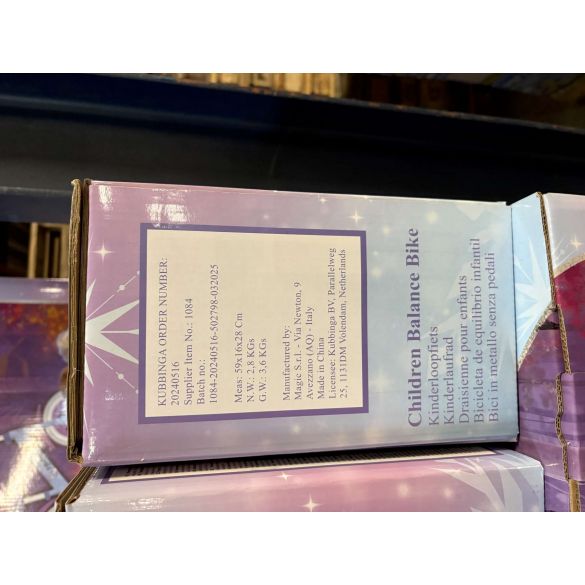 KUBBINGA ORDER NUMBER:
20240516
Supplier Item No.: 1084
Batch no.:
1084-20240516-502798-032025
Meas: 59x16x28 Cm
N.W.: 2,8 KGs
G.W.: 3,6 KGs
Manufactured by:
Magic S.r.l. - Via Newton, 9
Avezzano (AQ) - Italy
Made in China
Licensee: Kubbinga BV, Parallelweg
25, 1131DM Volendam, Netherlands
Children Balance Bike
Kinderloopfiets
Kinderlaufrad
Draisienne pour enfants
Bicicleta de equilibrio infantil
Bici in metallo senza pedali